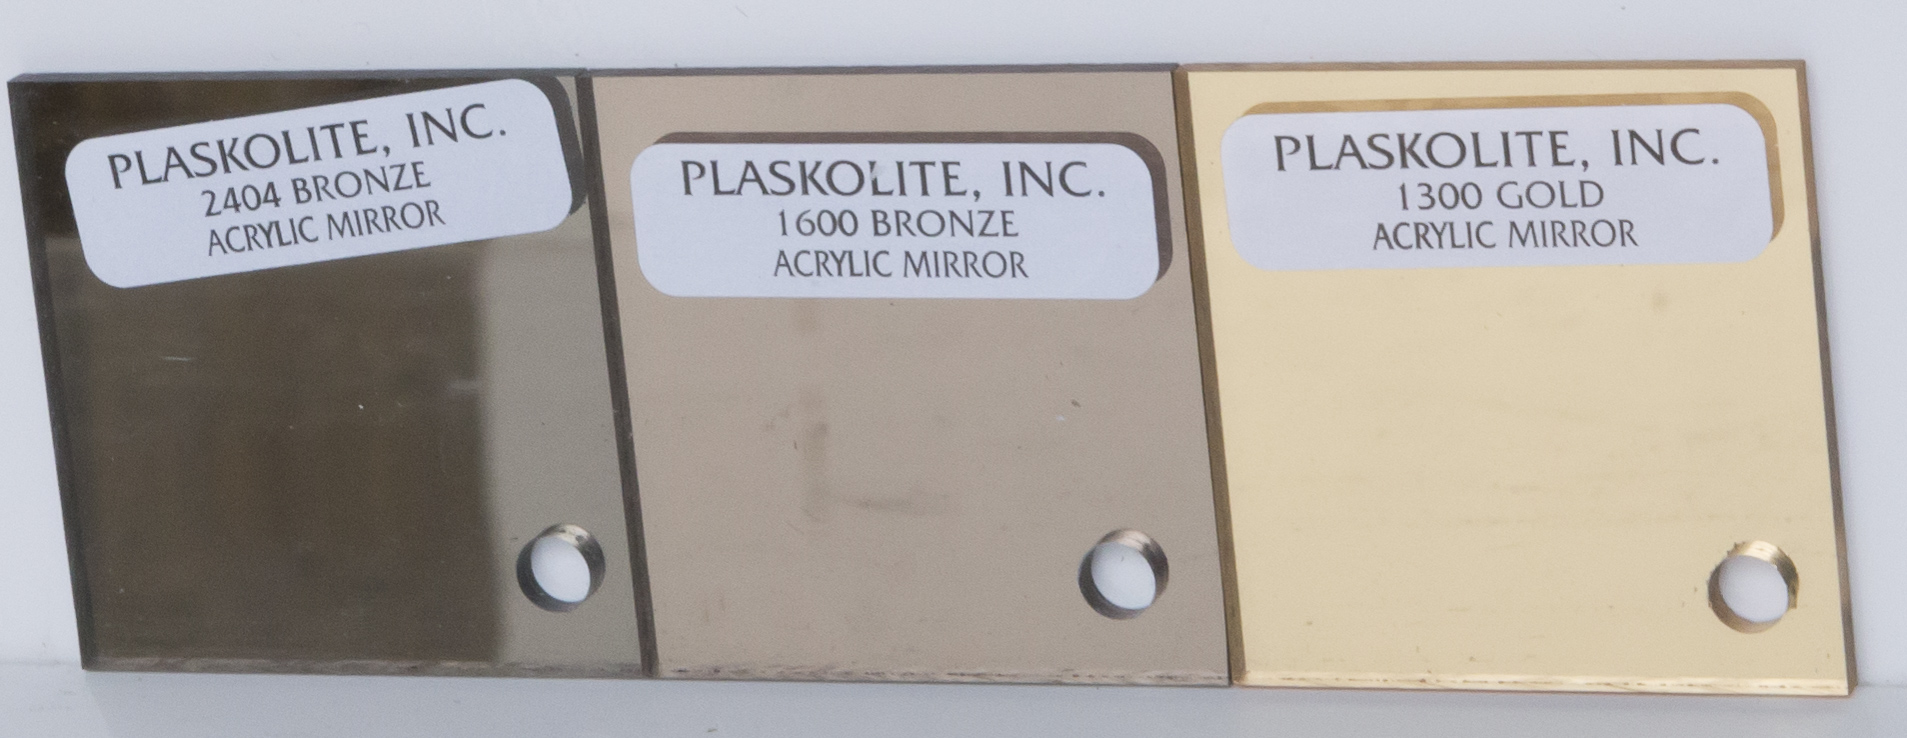 PLASKOLITE, INC.
2404 BRONZE
ACRYLIC MIRROR
PLASKOLITE, INC.
1600 BRONZE
ACRYLIC MIRROR
PLASKOLITE, INC.
1300 GOLD
ACRYLIC MIRROR